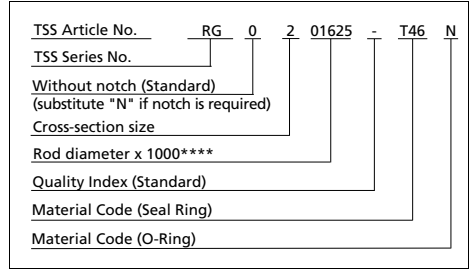 TSS Article No. RG 0 2 01625 - T46 N
TSS Series No.
Without notch (Standard)
(substitute "N" if notch is required)
Cross-section size
Rod diameter x 1000****
Quality Index (Standard)
Material Code (Seal Ring)
Material Code (O-Ring)